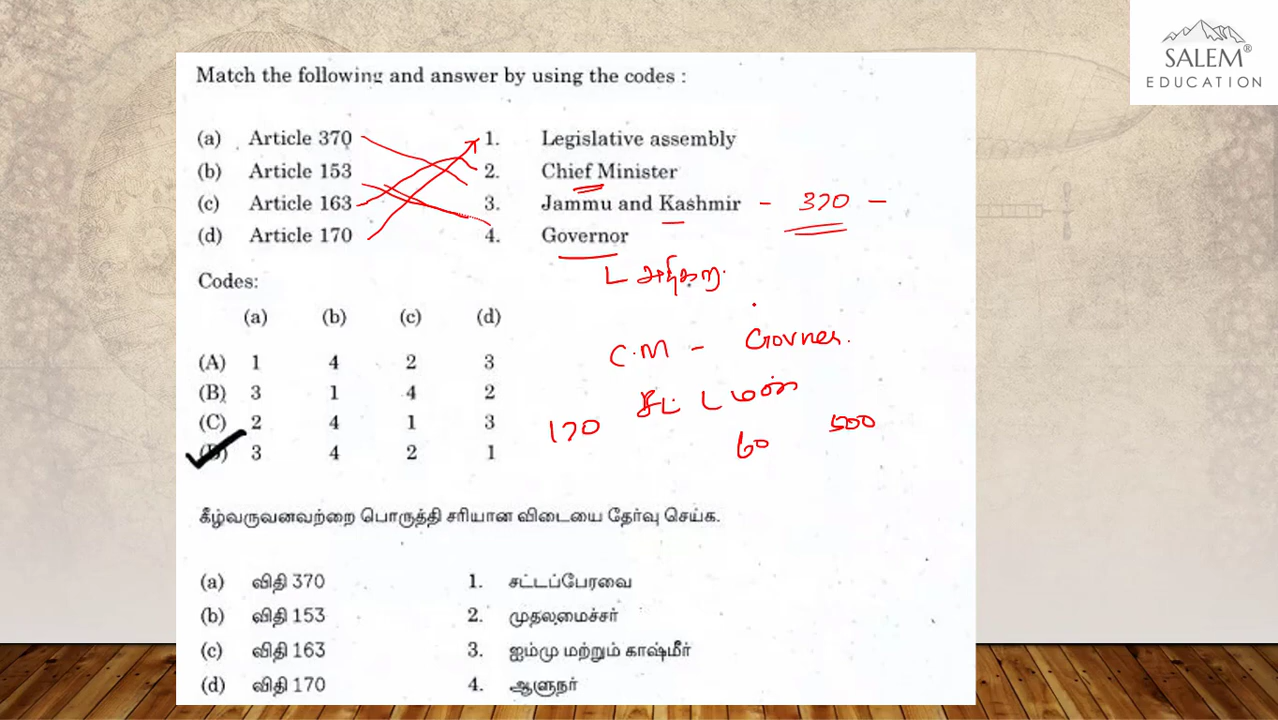 SALEM®
EDUCATION
Match the following and answer by using the codes :
(a) Article 370 1. Legislative assembly
(b) Article 153 2. Chief Minister
(c) Article 163 3. Jammu and Kashmir - 370 -
(d) Article 170 4. Governor
Codes:
(a) (b) (c) (d)
(A) 1 4 2 3
C.M - Governer.
(B) 3 1 4 2
(C) 2 4 1 3
170 60 500
(D) 3 4 2 1
கீழ்வருவனவற்றை பொருத்தி சரியான விடையை தேர்வு செய்க.
(a) விதி 370 1. சட்டப்பேரவை
(b) விதி 153 2. முதலமைச்சர்
(c) விதி 163 3. ஐம்மு மற்றும் காஷ்மீர்
(d) விதி 170 4. ஆளுநர்